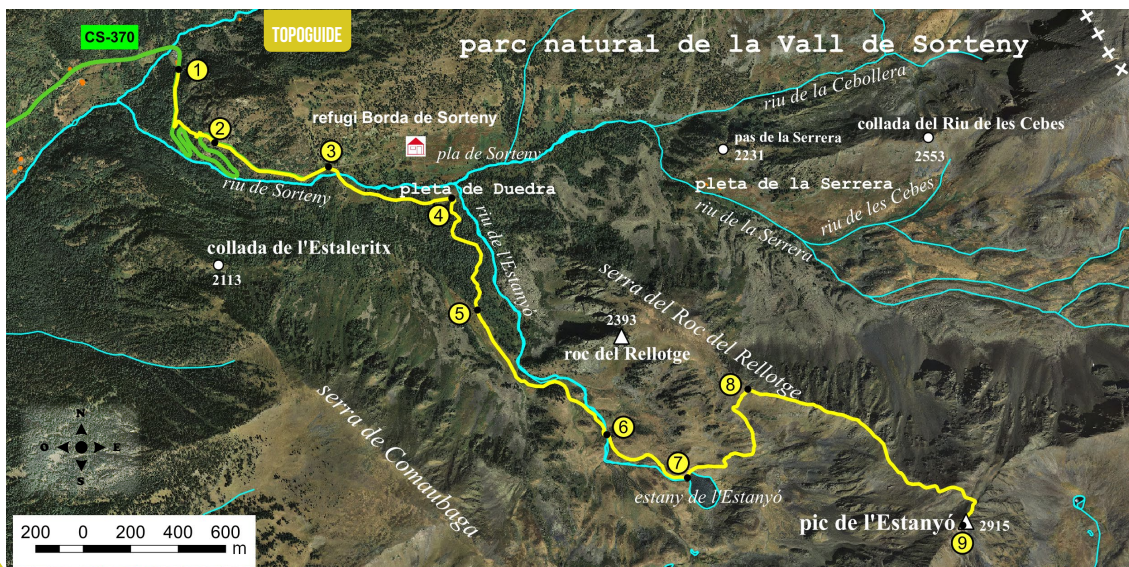 CS-370
TOPOGUIDE
parc natural de la Vall de Sorteny
1
riu de la Cebollera
2
refugi Borda de Sorteny
collada del Riu de les Cebes
2553
pas de la Serrera
2231
3
pla de Sorteny
riu de Sorteny
pleta de Duedra
pleta de la Serrera
4
riu de l'Estanyó
riu de la Serrera
riu de les Cebes
collada de l'Estaleritx
2113
5
serra del Roc del Rellotge
2393
roc del Rellotge
8
serra de Comaubaga
6
7
estany de l'Estanyó
N
O E
S
pic de l'Estanyó
2915
9
200 0 200 400 600
m